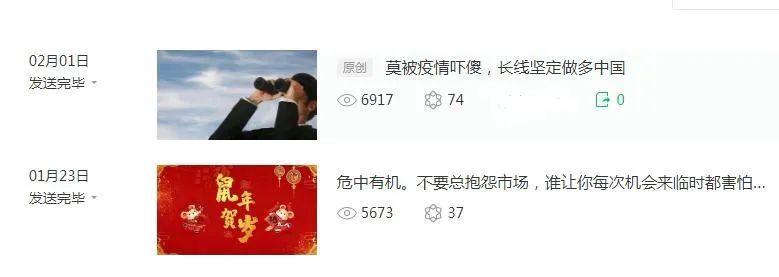 02月01日
发送完毕
原创 莫被疫情吓傻，长线坚定做多中国
6917 74 0
01月23日
发送完毕
鼠年
贺岁
危中有机。不要总抱怨市场，谁让你每次机会来临时都害怕...
5673 37